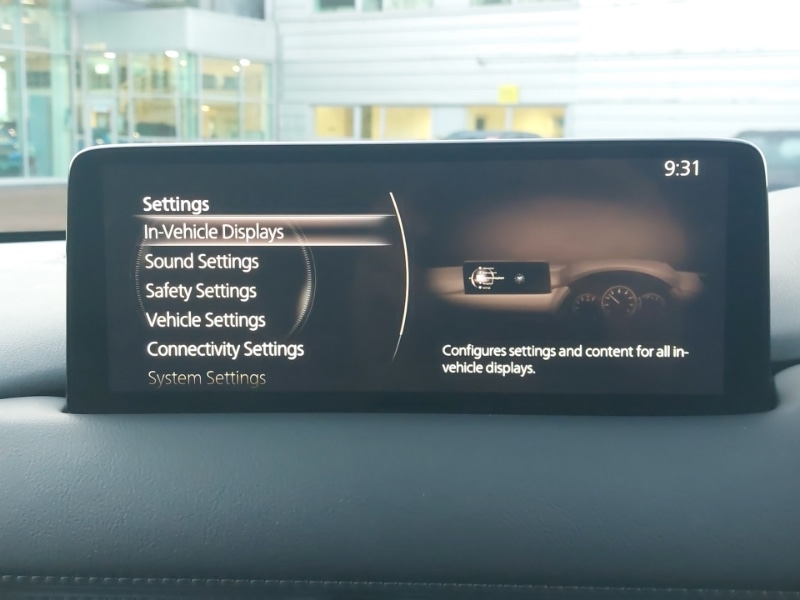 9:31
Settings
In-Vehicle Displays
Sound Settings
Safety Settings
Vehicle Settings
Connectivity Settings
System Settings
Configures settings and content for all in-
vehicle displays.